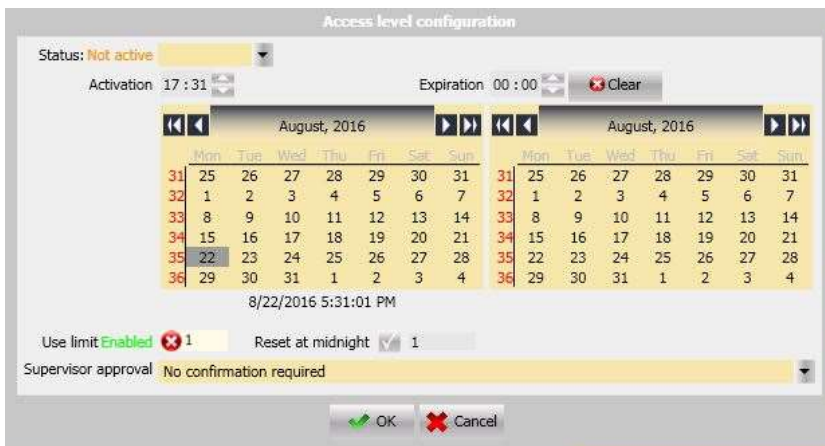 Access level configuration
Status: Not active
Activation 17:31 Expiration 00:00 Clear
August, 2016 August, 2016
Mon Tue Wed Thu Fri Sat Sun Mon Tue Wed Thu Fri Sat Sun
31 25 26 27 28 29 30 31 31 25 26 27 28 29 30 31
32 1 2 3 4 5 6 7 32 1 2 3 4 5 6 7
33 8 9 10 11 12 13 14 33 8 9 10 11 12 13 14
34 15 16 17 18 19 20 21 34 15 16 17 18 19 20 21
35 22 23 24 25 26 27 28 35 22 23 24 25 26 27 28
36 29 30 31 1 2 3 4 36 29 30 31 1 2 3 4
8/22/2016 5:31:01 PM
Use limit Enabled 1 Reset at midnight 1
Supervisor approval No confirmation required
OK Cancel